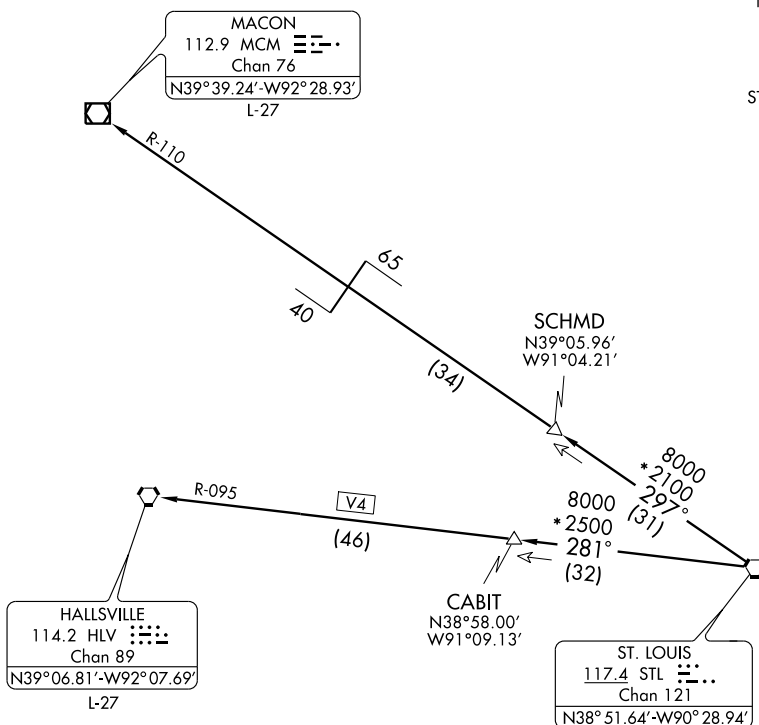 MACON
112.9 MCM
Chan 76
N39°39.24'-W92°28.93'
L-27
ST
R-110
65
40
SCHMD
N39°05.96'
W91°04.21'
(34)
8000
*2100
297°
(31)
R-095
V4
(46)
8000
*2500
281°
(32)
HALLSVILLE
114.2 HLV
Chan 89
N39°06.81'-W92°07.69'
L-27
CABIT
N38°58.00'
W91°09.13'
ST. LOUIS
117.4 STL
Chan 121
N38°51.64'-W90°28.94'